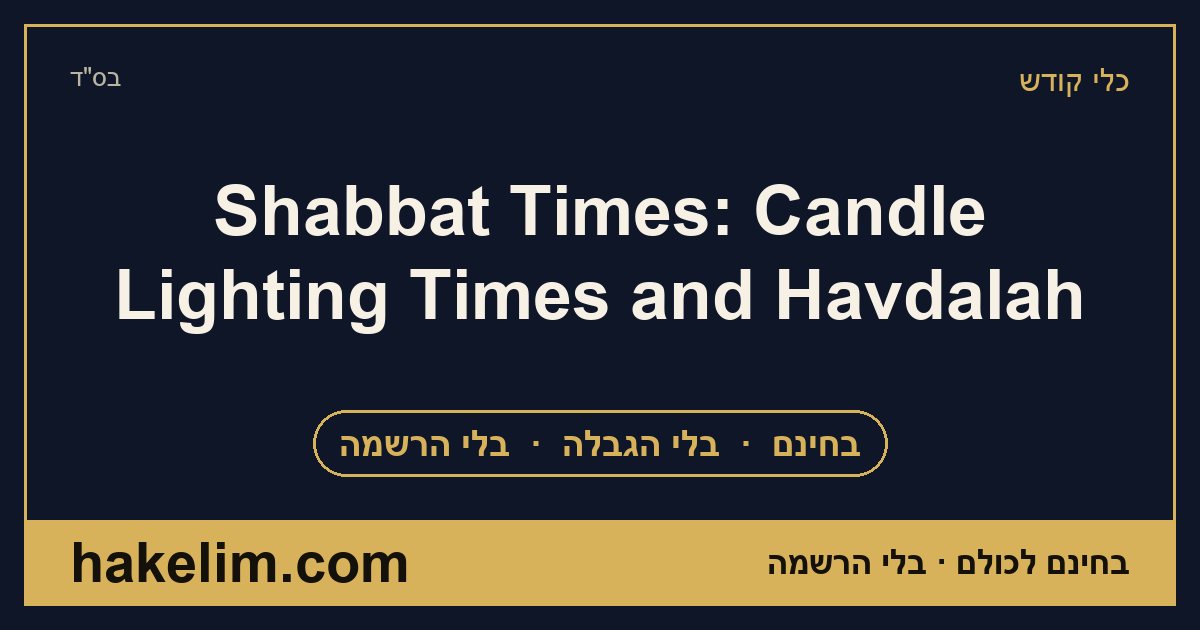 בס"ד
כלי קודש
Shabbat Times: Candle
Lighting Times and Havdalah
בחינם · בלי הגבלה · בלי הרשמה
hakelim.com
בחינם לכולם · בלי הרשמה